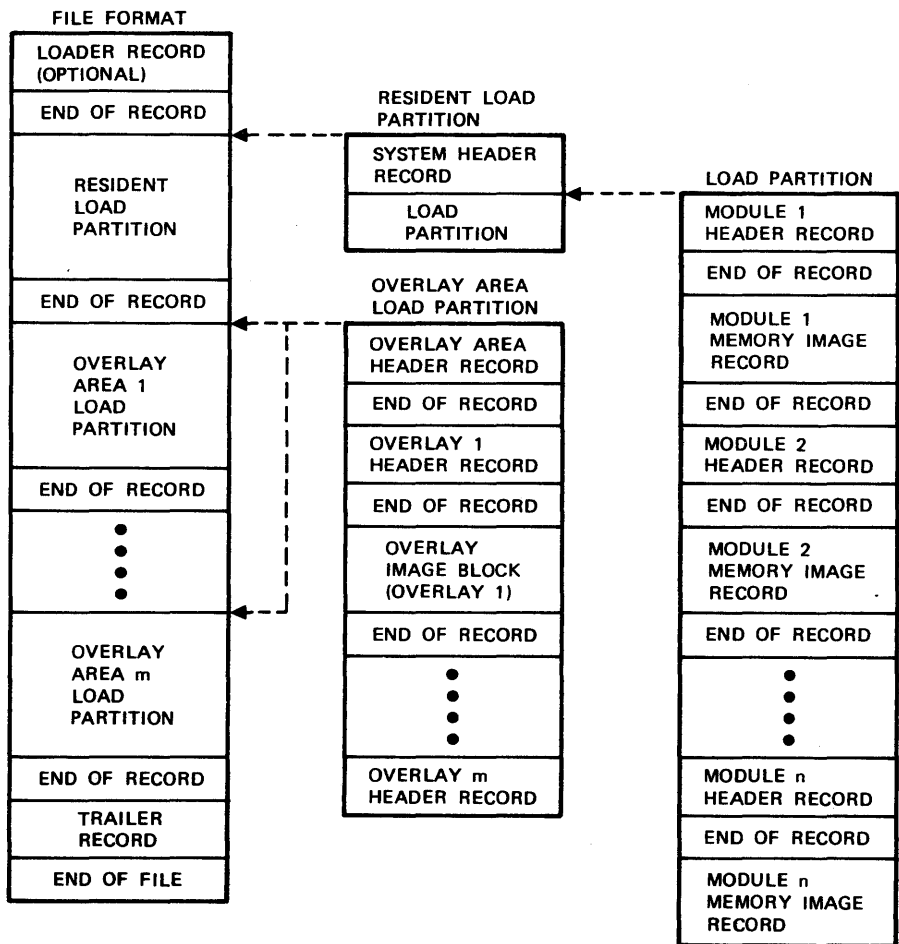 FILE FORMAT
LOADER RECORD
(OPTIONAL)
END OF RECORD
RESIDENT
LOAD
PARTITION
END OF RECORD
OVERLAY
AREA 1
LOAD
PARTITION
END OF RECORD
OVERLAY
AREA m
LOAD
PARTITION
END OF RECORD
TRAILER
RECORD
END OF FILE
RESIDENT LOAD
PARTITION
SYSTEM HEADER
RECORD
LOAD
PARTITION
OVERLAY AREA
LOAD PARTITION
OVERLAY AREA
HEADER RECORD
END OF RECORD
OVERLAY 1
HEADER RECORD
END OF RECORD
OVERLAY
IMAGE BLOCK
(OVERLAY 1)
END OF RECORD
OVERLAY m
HEADER RECORD
LOAD PARTITION
MODULE 1
HEADER RECORD
END OF RECORD
MODULE 1
MEMORY IMAGE
RECORD
END OF RECORD
MODULE 2
HEADER RECORD
END OF RECORD
MODULE 2
MEMORY IMAGE
RECORD
END OF RECORD
MODULE n
HEADER RECORD
END OF RECORD
MODULE n
MEMORY IMAGE
RECORD